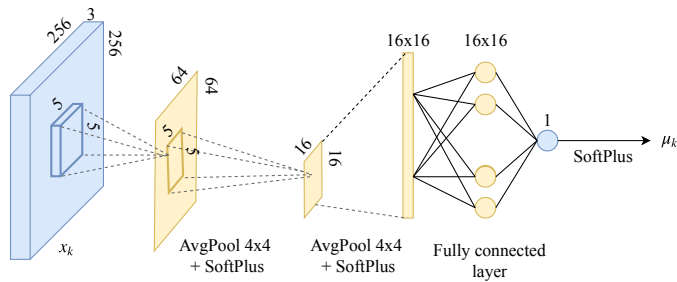 3
256
256
5
5
x_k
64
64
5
5
AvgPool 4x4
+ SoftPlus
16
16
AvgPool 4x4
+ SoftPlus
16x16
16x16
Fully connected
layer
1
SoftPlus
μ_k